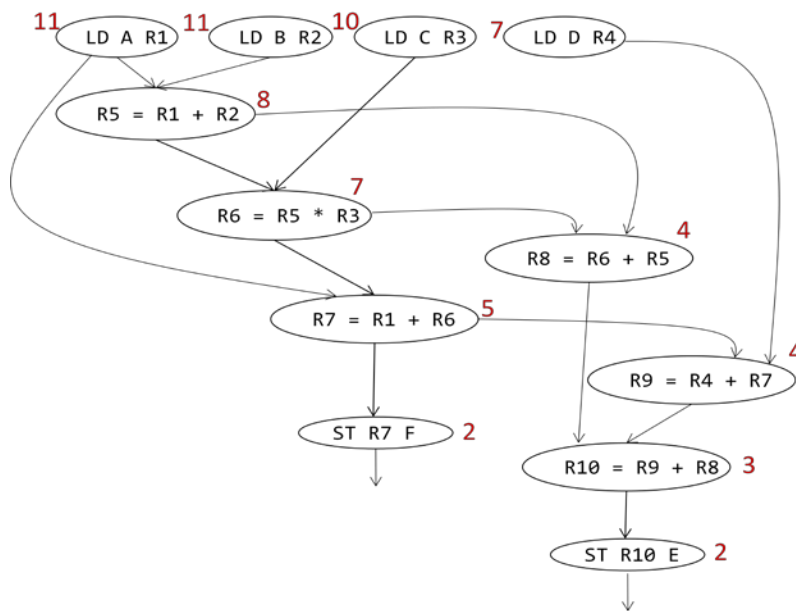 11 LD A R1 11 LD B R2 10 LD C R3 7 LD D R4
R5 = R1 + R2 8
R6 = R5 * R3 7
R8 = R6 + R5 4
R7 = R1 + R6 5
R9 = R4 + R7 4
ST R7 F 2
R10 = R9 + R8 3
ST R10 E 2